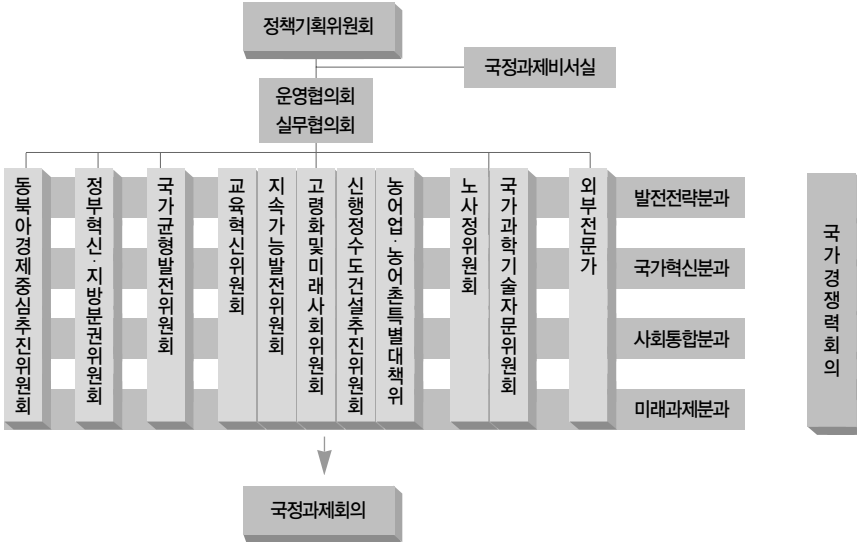 정책기획위원회
국정과제비서실
운영협의회
실무협의회
동북아경제중심추진위원회
정부혁신·지방분권위원회
국가균형발전위원회
교육혁신위원회
지속가능발전위원회
고령화및미래사회위원회
신행정수도건설추진위원회
농어업·농어촌특별대책위
노사정위원회
국가과학기술자문위원회
외부전문가
발전전략분과
국가혁신분과
사회통합분과
미래과제분과
국가경쟁력회의
국정과제회의